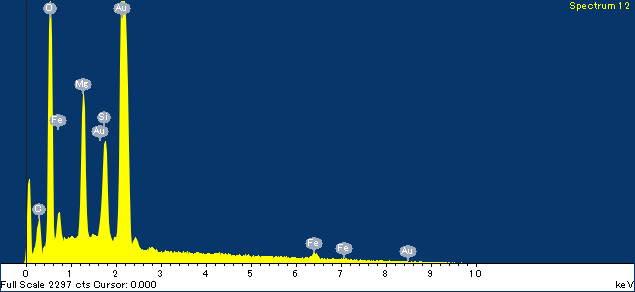 Spectrum 12
O Au
Mg
Fe Si
Au
C
Fe Fe Au
0 1 2 3 4 5 6 7 8 9 10
Full Scale 2297 cts Cursor: 0.000 keV